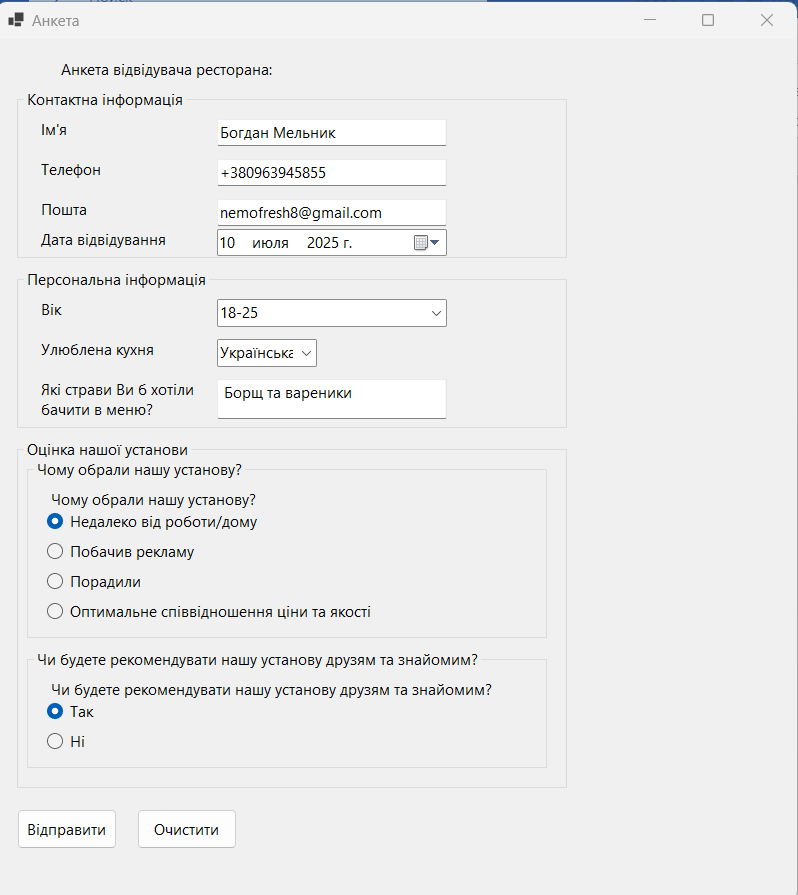 Анкета
Анкета відвідувача ресторана:
Контактна інформація
Ім'я Богдан Мельник
Телефон +380963945855
Пошта nemofresh8@gmail.com
Дата відвідування 10 июля 2025 г.
Персональна інформація
Вік 18-25
Улюблена кухня Українська
Які страви Ви б хотіли бачити в меню? Борщ та вареники
Оцінка нашої установи
Чому обрали нашу установу?
Чому обрали нашу установу?
Недалеко від роботи/дому
Побачив рекламу
Порадили
Оптимальне співвідношення ціни та якості
Чи будете рекомендувати нашу установу друзям та знайомим?
Чи будете рекомендувати нашу установу друзям та знайомим?
Так
Ні
Відправити Очистити